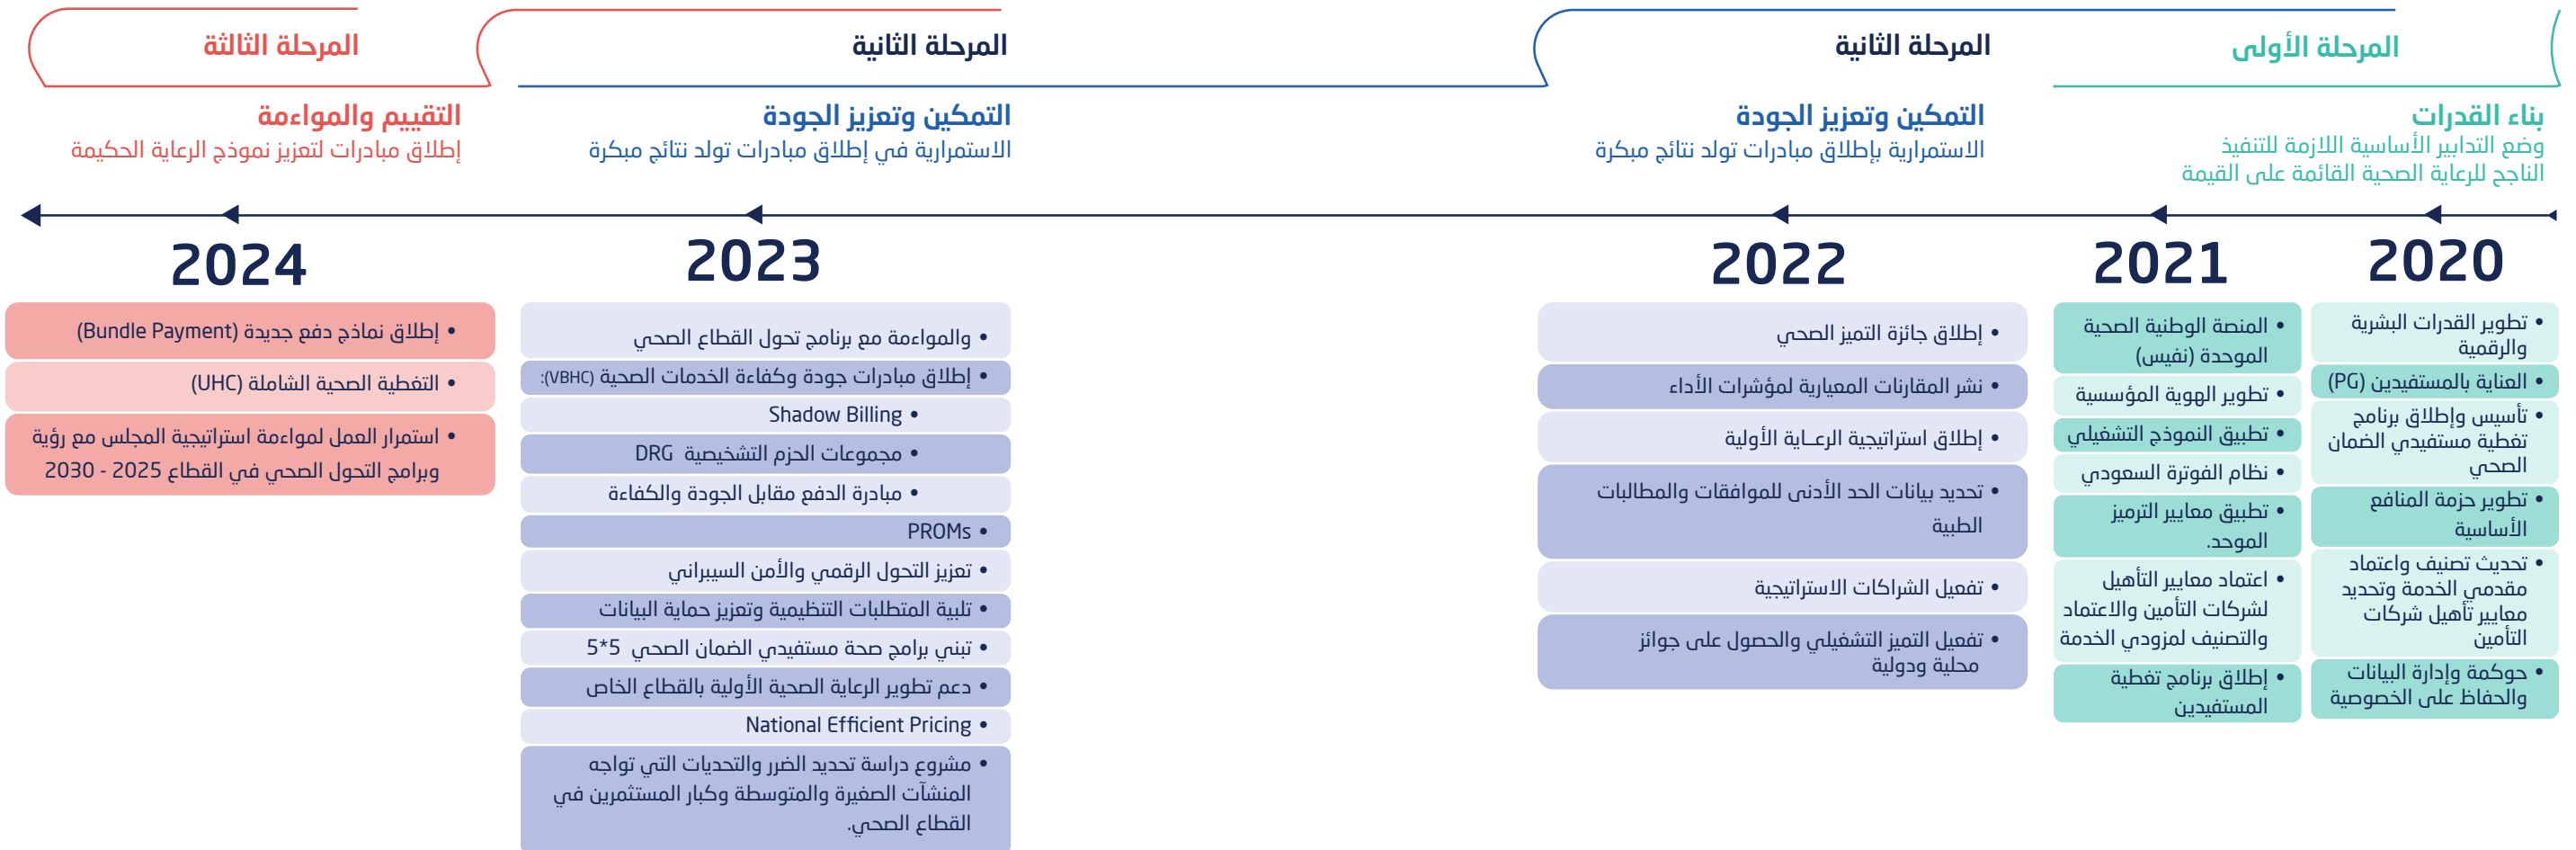 المرحلة الأولى
بناء القدرات
وضع التدابير الأساسية اللازمة للتنفيذ
الناجح للرعاية الصحية القائمة على القيمة
2020
• تطوير القدرات البشرية
والرقمية
• العناية بالمستفيدين (PG)
• تأسيس وإطلاق برنامج
تغطية مستفيدي الضمان
الصحي
• تطوير حزمة المنافع
الأساسية
• تحديث تصنيف واعتماد
مقدمي الخدمة وتحديد
معايير تأهيل شركات
التأمين
• حوكمة وإدارة البيانات
والحفاظ على الخصوصية
2021
• المنصة الوطنية الصحية
الموحدة (نفيس)
• تطوير الهوية المؤسسية
• تطبيق النموذج التشغيلي
• نظام الفوترة السعودي
• تطبيق معايير الترميز
الموحد.
• اعتماد معايير التأهيل
لشركات التأمين والاعتماد
والتصنيف لمزودي الخدمة
• إطلاق برنامج تغطية
المستفيدين
المرحلة الثانية
التمكين وتعزيز الجودة
الاستمرارية بإطلاق مبادرات تولد نتائج مبكرة
2022
• إطلاق جائزة التميز الصحي
• نشر المقارنات المعيارية لمؤشرات الأداء
• إطلاق استراتيجية الرعـاية الأولية
• تحديد بيانات الحد الأدنى للموافقات والمطالبات
الطبية
• تفعيل الشراكات الاستراتيجية
• تفعيل التميز التشغيلي والحصول على جوائز
محلية ودولية
المرحلة الثانية
التمكين وتعزيز الجودة
الاستمرارية في إطلاق مبادرات تولد نتائج مبكرة
2023
• والمواءمة مع برنامج تحول القطاع الصحي
• إطلاق مبادرات جودة وكفاءة الخدمات الصحية (VBHC):
• Shadow Billing
• مجموعات الحزم التشخيصية DRG
• مبادرة الدفع مقابل الجودة والكفاءة
• PROMs
• تعزيز التحول الرقمي والأمن السيبراني
• تلبية المتطلبات التنظيمية وتعزيز حماية البيانات
• تبني برامج صحة مستفيدي الضمان الصحي 5*5
• دعم تطوير الرعاية الصحية الأولية بالقطاع الخاص
• National Efficient Pricing
• مشروع دراسة تحديد الضرر والتحديات التي تواجه
المنشآت الصغيرة والمتوسطة وكبار المستثمرين في
القطاع الصحي.
المرحلة الثالثة
التقييم والمواءمة
إطلاق مبادرات لتعزيز نموذج الرعاية الحكيمة
2024
• إطلاق نماذج دفع جديدة (Bundle Payment)
• التغطية الصحية الشاملة (UHC)
• استمرار العمل لمواءمة استراتيجية المجلس مع رؤية
وبرامج التحول الصحي في القطاع 2025 - 2030